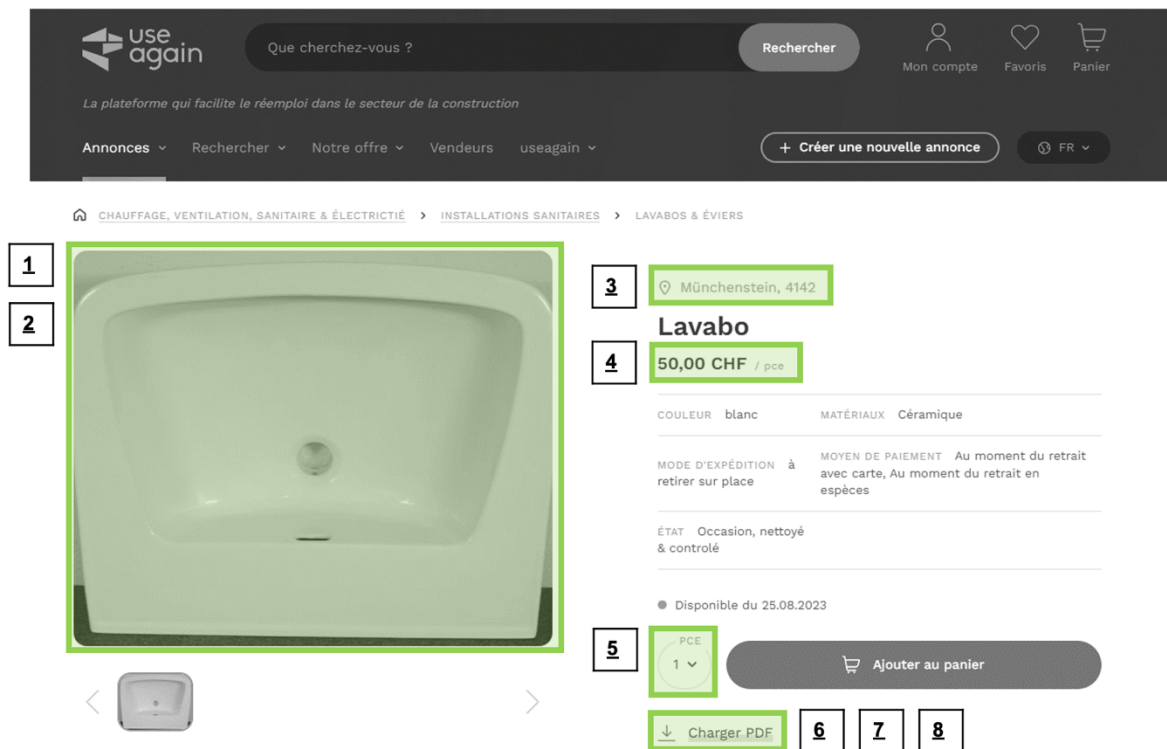 use
again
Que cherchez-vous ?
Rechercher
Mon compte
Favoris
Panier
La plateforme qui facilite le réemploi dans le secteur de la construction
Annonces
Rechercher
Notre offre
Vendeurs
useagain
+ Créer une nouvelle annonce
FR
CHAUFFAGE, VENTILATION, SANITAIRE & ÉLECTRICTIÉ > INSTALLATIONS SANITAIRES > LAVABOS & ÉVIERS
1
2
3
Münchenstein, 4142
Lavabo
4
50,00 CHF / pce
COULEUR blanc
MATÉRIAUX Céramique
MODE D'EXPÉDITION à
retirer sur place
MOYEN DE PAIEMENT Au moment du retrait
avec carte, Au moment du retrait en
espèces
ÉTAT Occasion, nettoyé
& controlé
Disponible du 25.08.2023
5
PCE
1
Ajouter au panier
Charger PDF
6
7
8